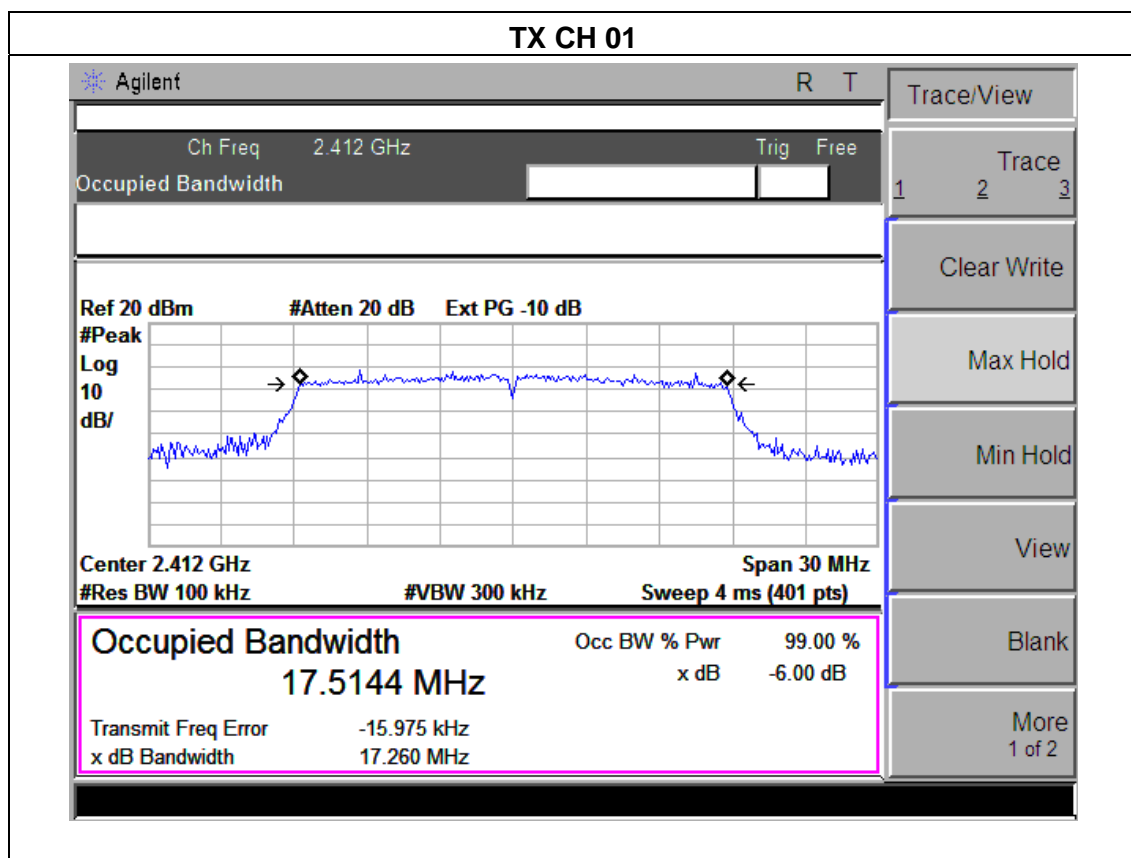 TX CH 01
Agilent R T
Trace/View
Ch Freq 2.412 GHz Trig Free
Occupied Bandwidth
Trace
1 2 3
Clear Write
Max Hold
Min Hold
View
Blank
More
1 of 2
Ref 20 dBm #Atten 20 dB Ext PG -10 dB
#Peak
Log
10
dB/
Center 2.412 GHz Span 30 MHz
#Res BW 100 kHz #VBW 300 kHz Sweep 4 ms (401 pts)
Occupied Bandwidth Occ BW % Pwr 99.00 %
17.5144 MHz x dB -6.00 dB
Transmit Freq Error -15.975 kHz
x dB Bandwidth 17.260 MHz